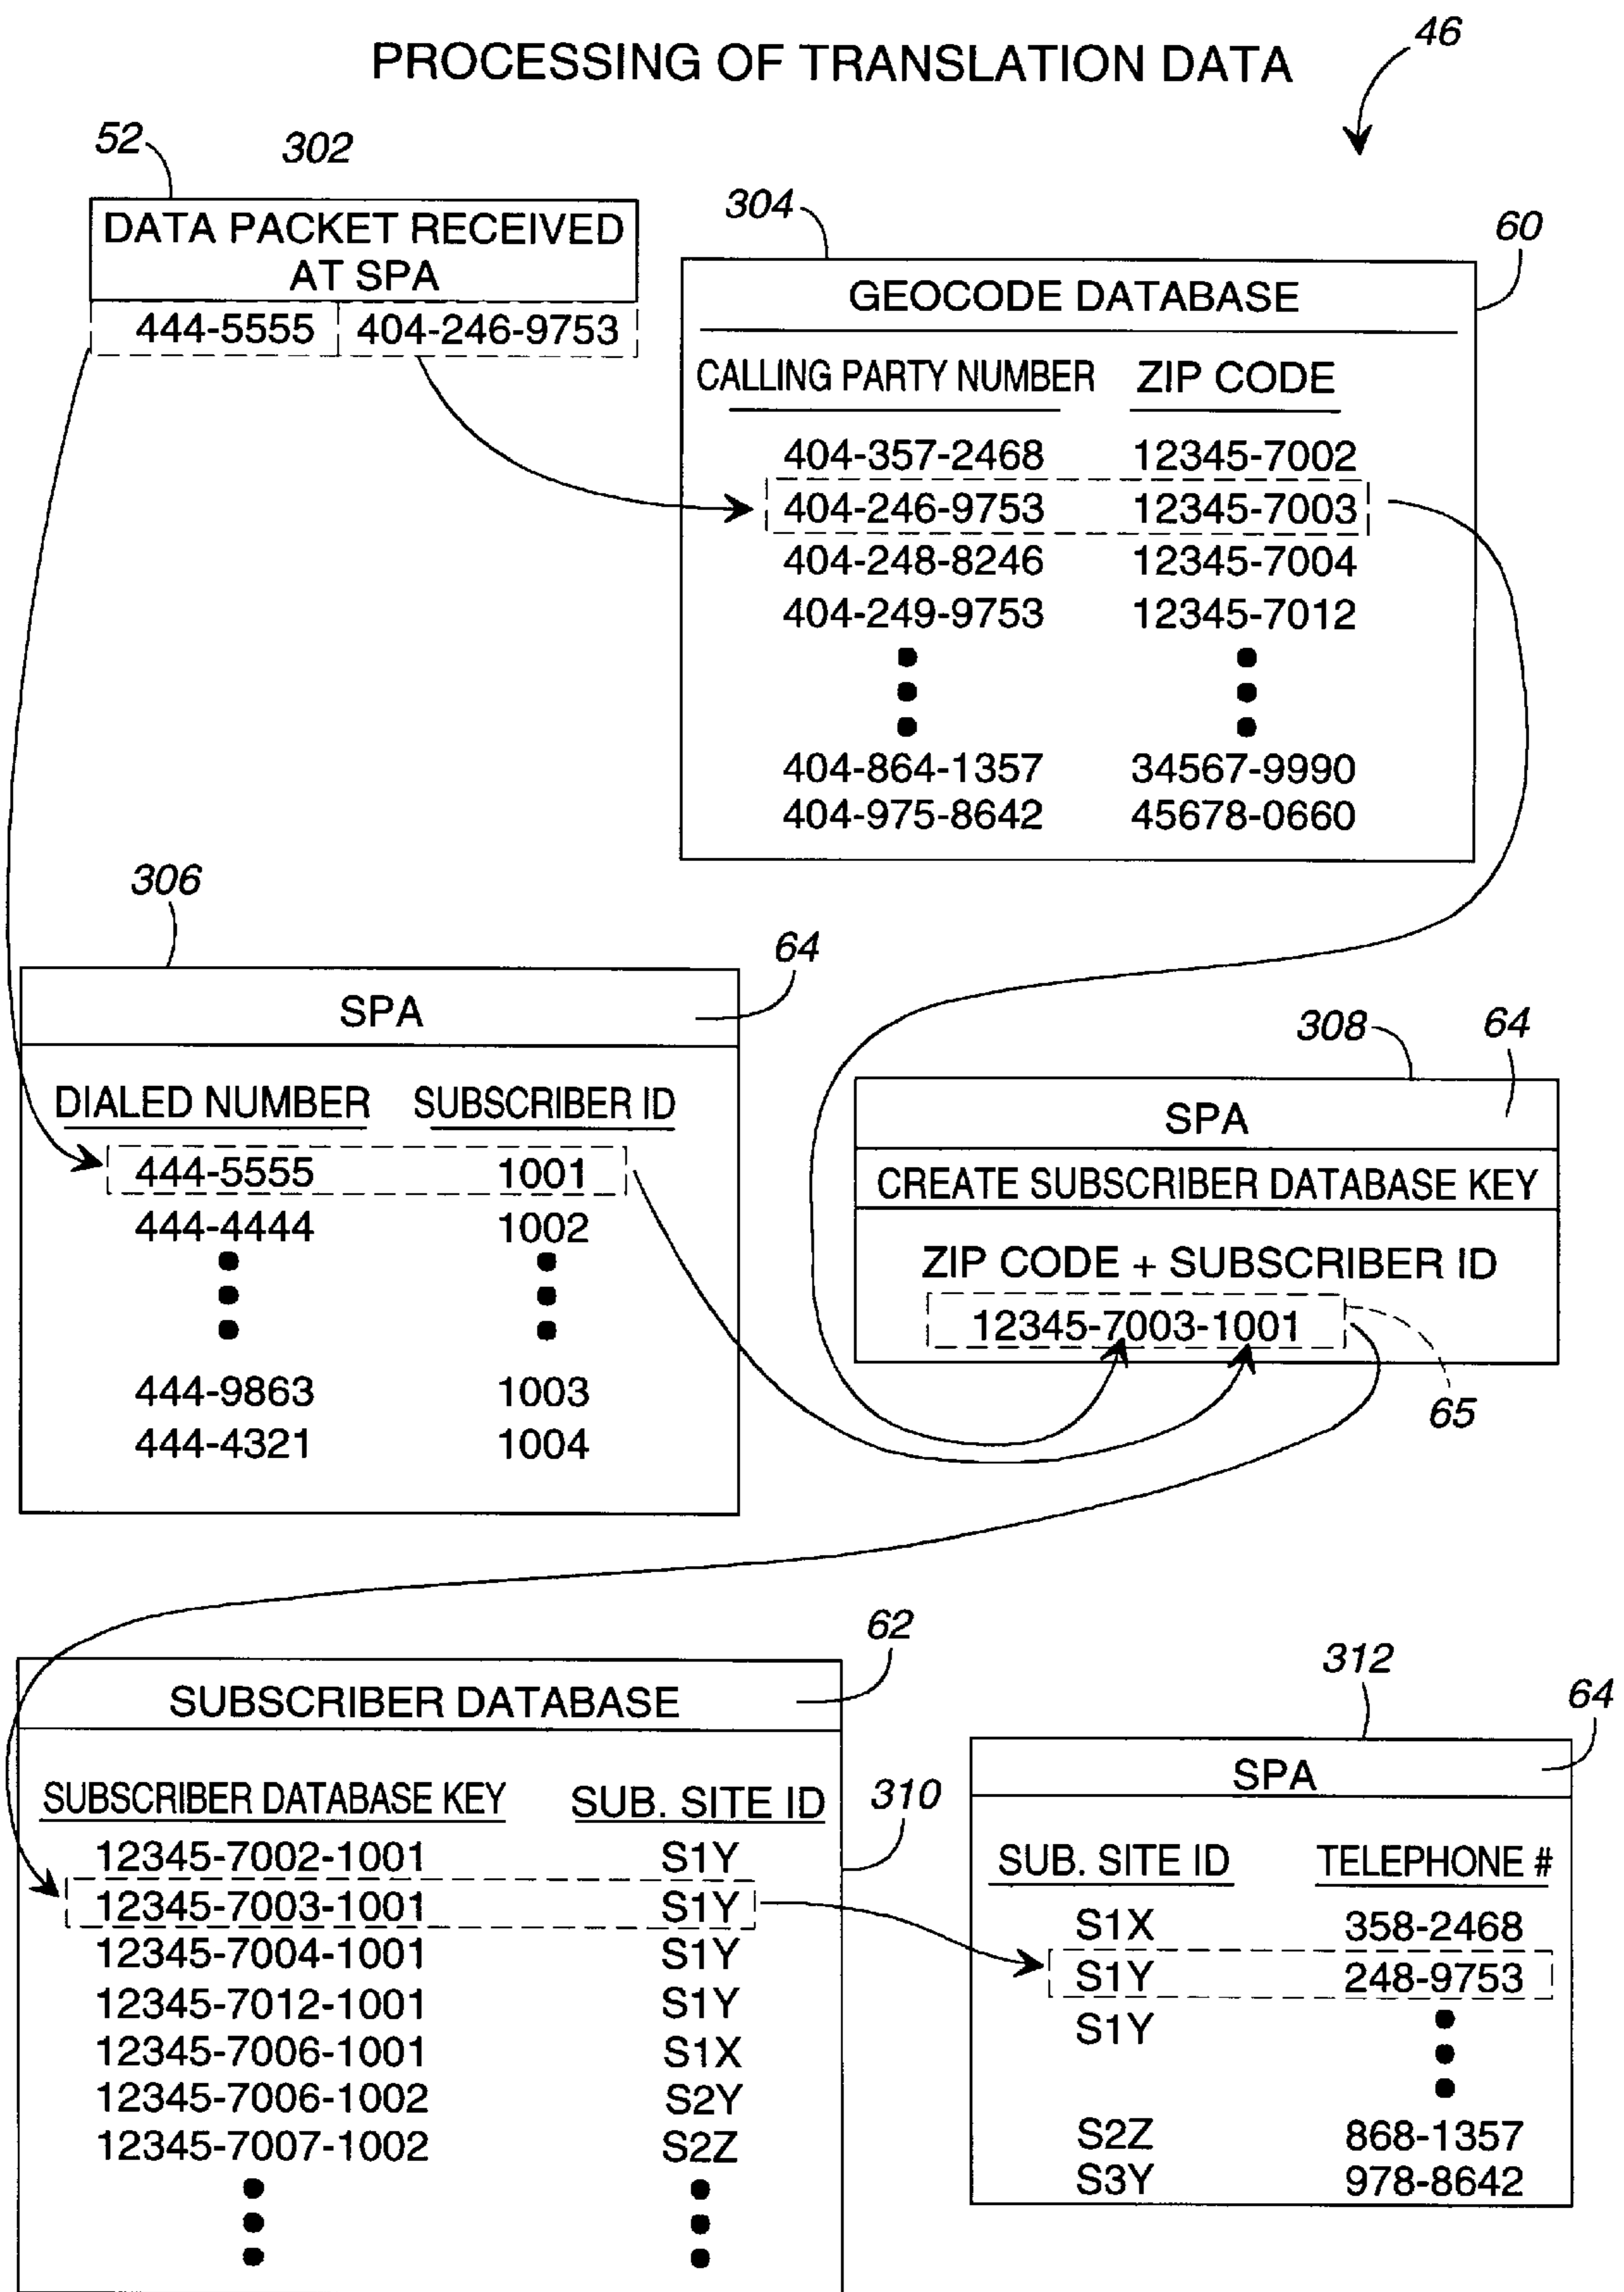 PROCESSING OF TRANSLATION DATA
46
52
302
DATA PACKET RECEIVED
AT SPA
444-5555 404-246-9753
304
60
GEOCODE DATABASE
CALLING PARTY NUMBER ZIP CODE
404-357-2468 12345-7002
404-246-9753 12345-7003
404-248-8246 12345-7004
404-249-9753 12345-7012
404-864-1357 34567-9990
404-975-8642 45678-0660
306
64
SPA
DIALED NUMBER SUBSCRIBER ID
444-5555 1001
444-4444 1002
444-9863 1003
444-4321 1004
308
64
SPA
CREATE SUBSCRIBER DATABASE KEY
ZIP CODE + SUBSCRIBER ID
12345-7003-1001
65
62
SUBSCRIBER DATABASE
SUBSCRIBER DATABASE KEY SUB. SITE ID
310
12345-7002-1001 S1Y
12345-7003-1001 S1Y
12345-7004-1001 S1Y
12345-7012-1001 S1Y
12345-7006-1001 S1X
12345-7006-1002 S2Y
12345-7007-1002 S2Z
312
64
SPA
SUB. SITE ID TELEPHONE #
S1X 358-2468
S1Y 248-9753
S1Y
S2Z 868-1357
S3Y 978-8642